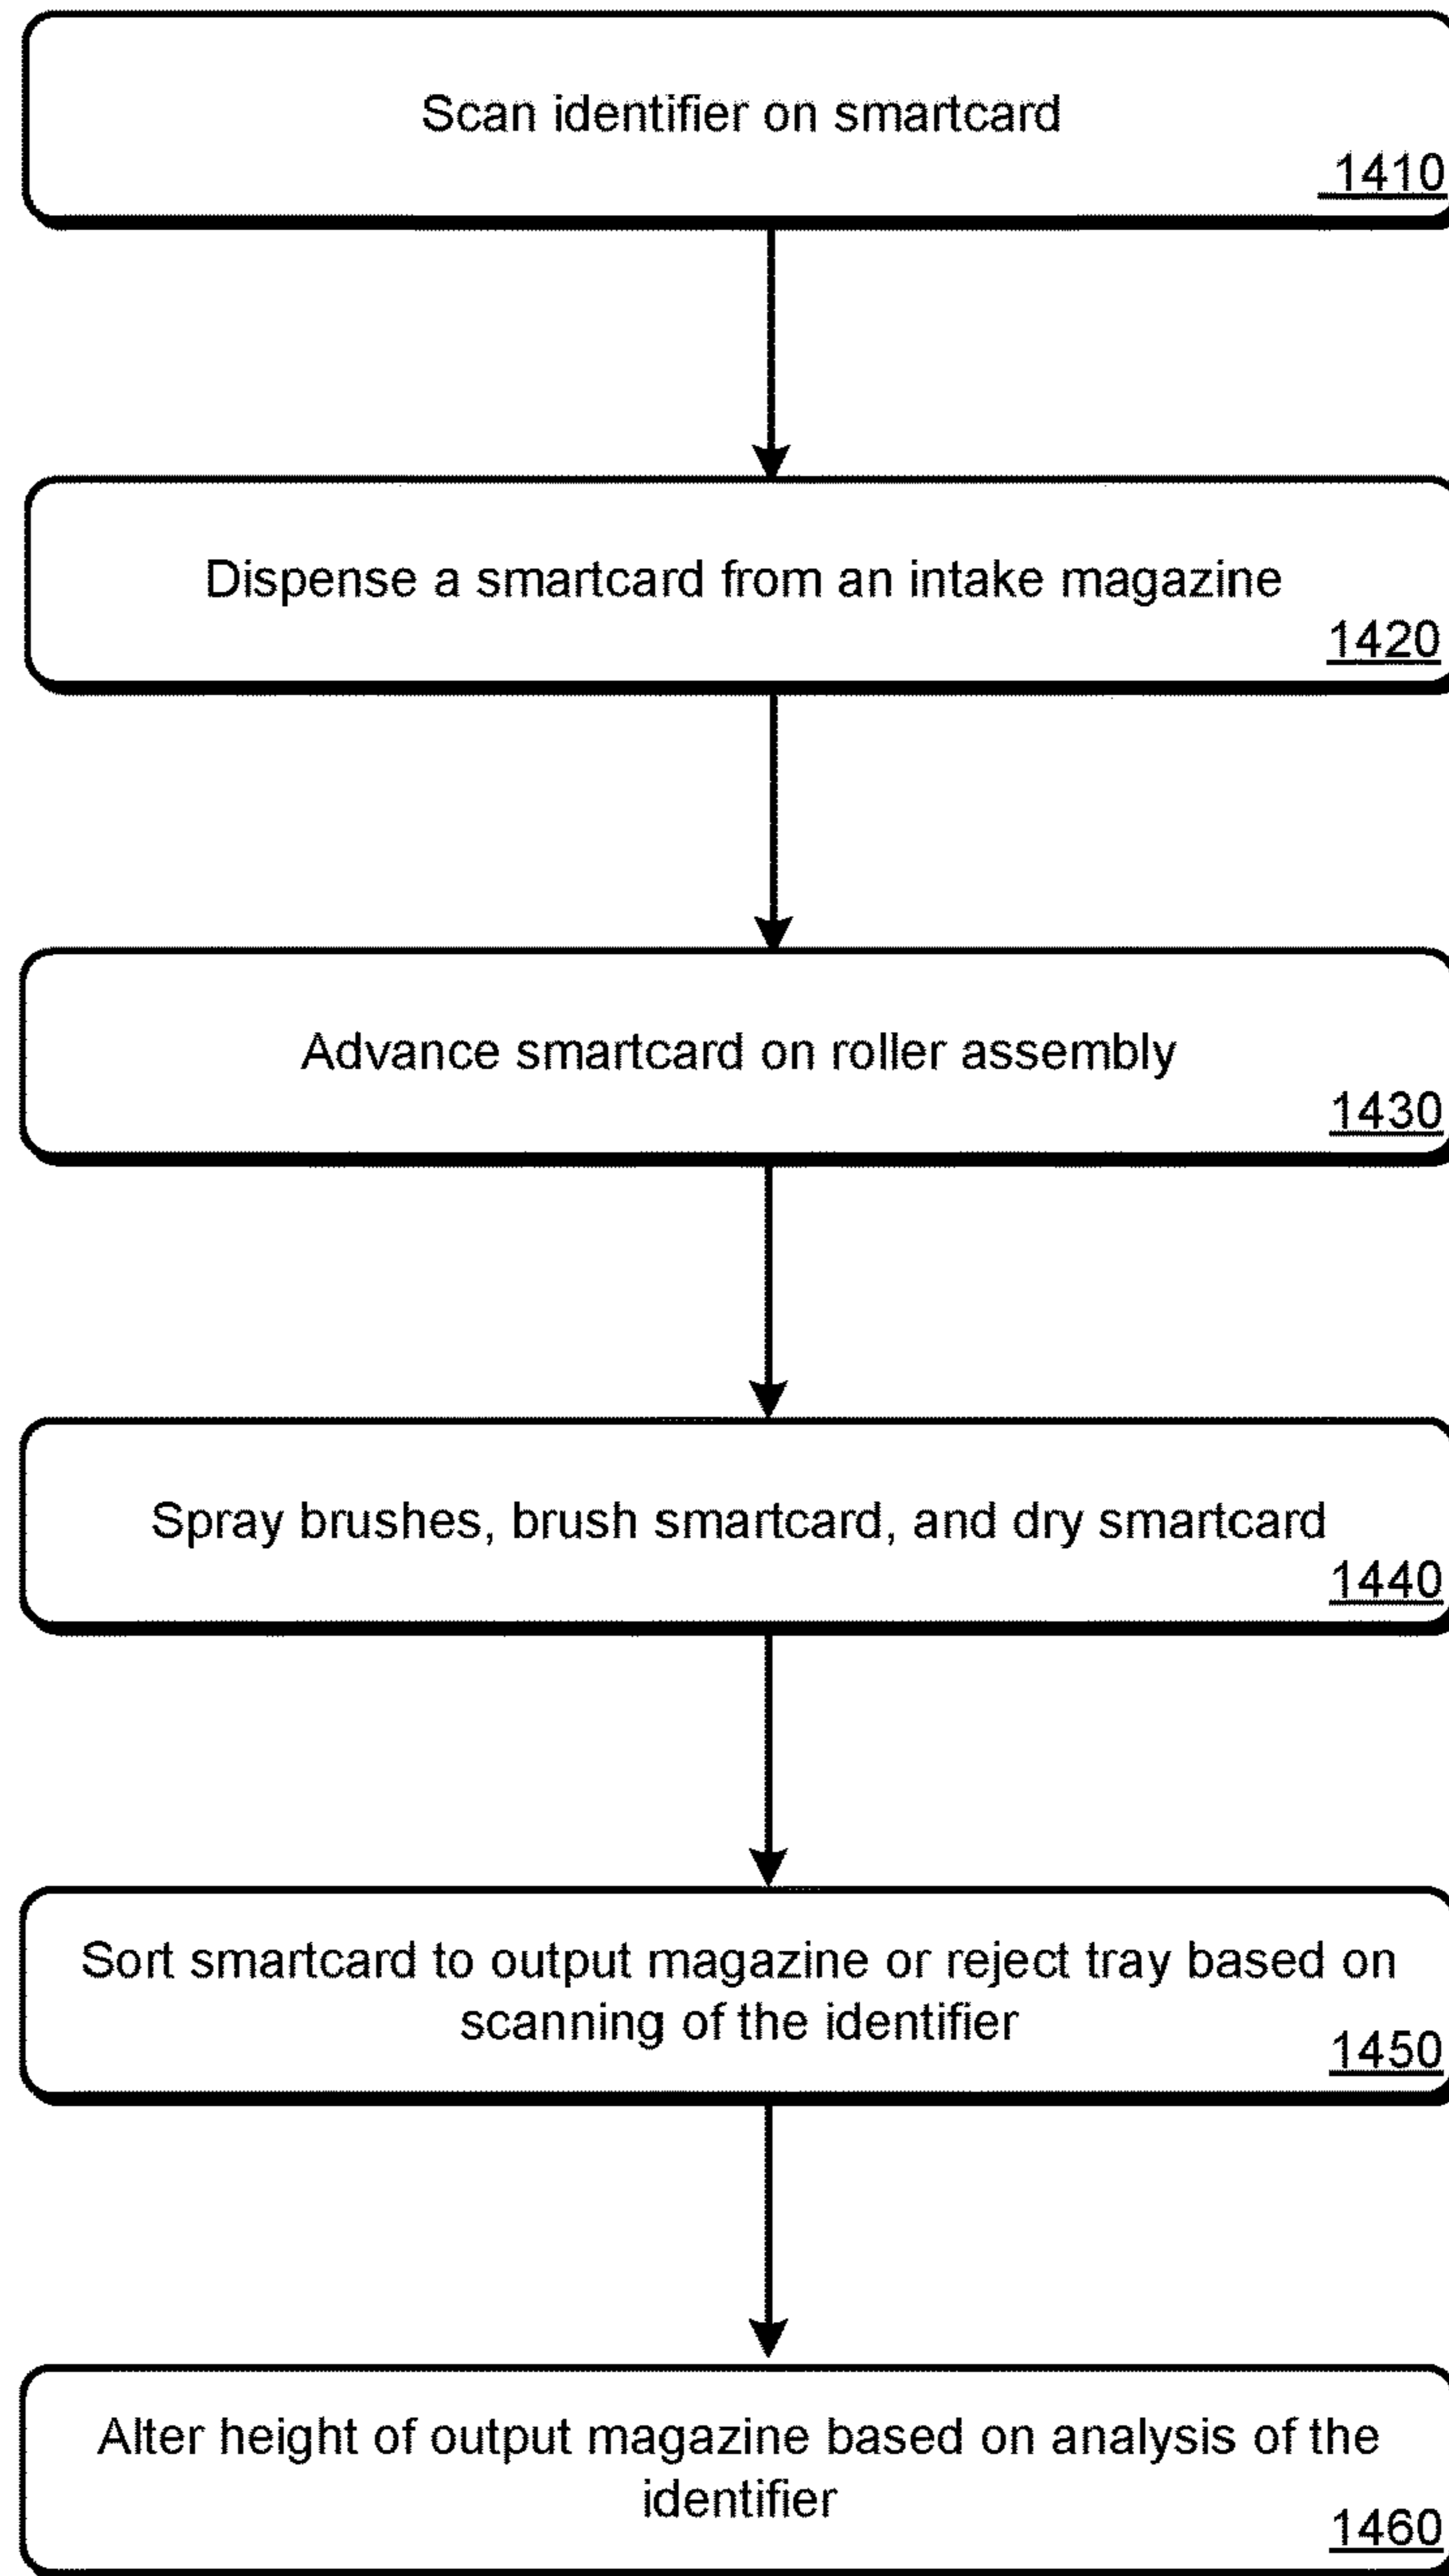 Scan identifier on smartcard
1410
Dispense a smartcard from an intake magazine
1420
Advance smartcard on roller assembly
1430
Spray brushes, brush smartcard, and dry smartcard
1440
Sort smartcard to output magazine or reject tray based on
scanning of the identifier
1450
Alter height of output magazine based on analysis of the
identifier
1460